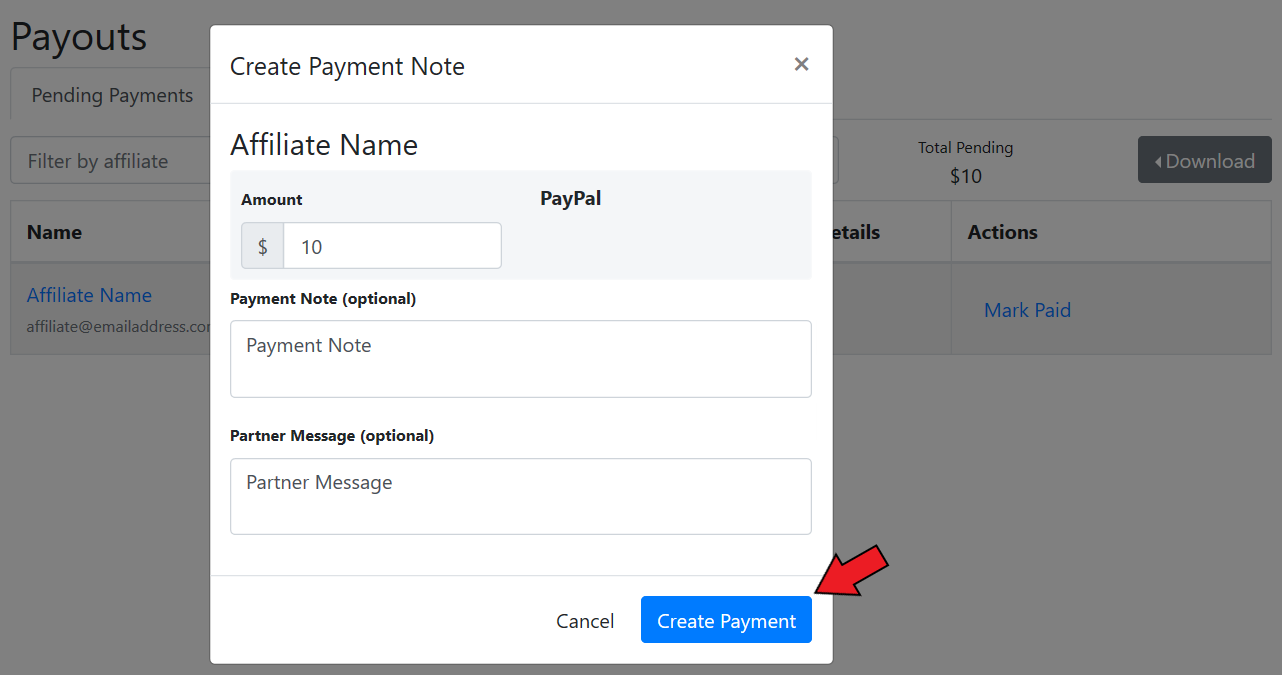 Payouts
Pending Payments
Filter by affiliate
Total Pending
$10
Download
Name
etails
Actions
Affiliate Name
affiliate@emailaddress.co
Mark Paid
Create Payment Note
×
Affiliate Name
Amount
PayPal
$ 10
Payment Note (optional)
Payment Note
Partner Message (optional)
Partner Message
Cancel
Create Payment